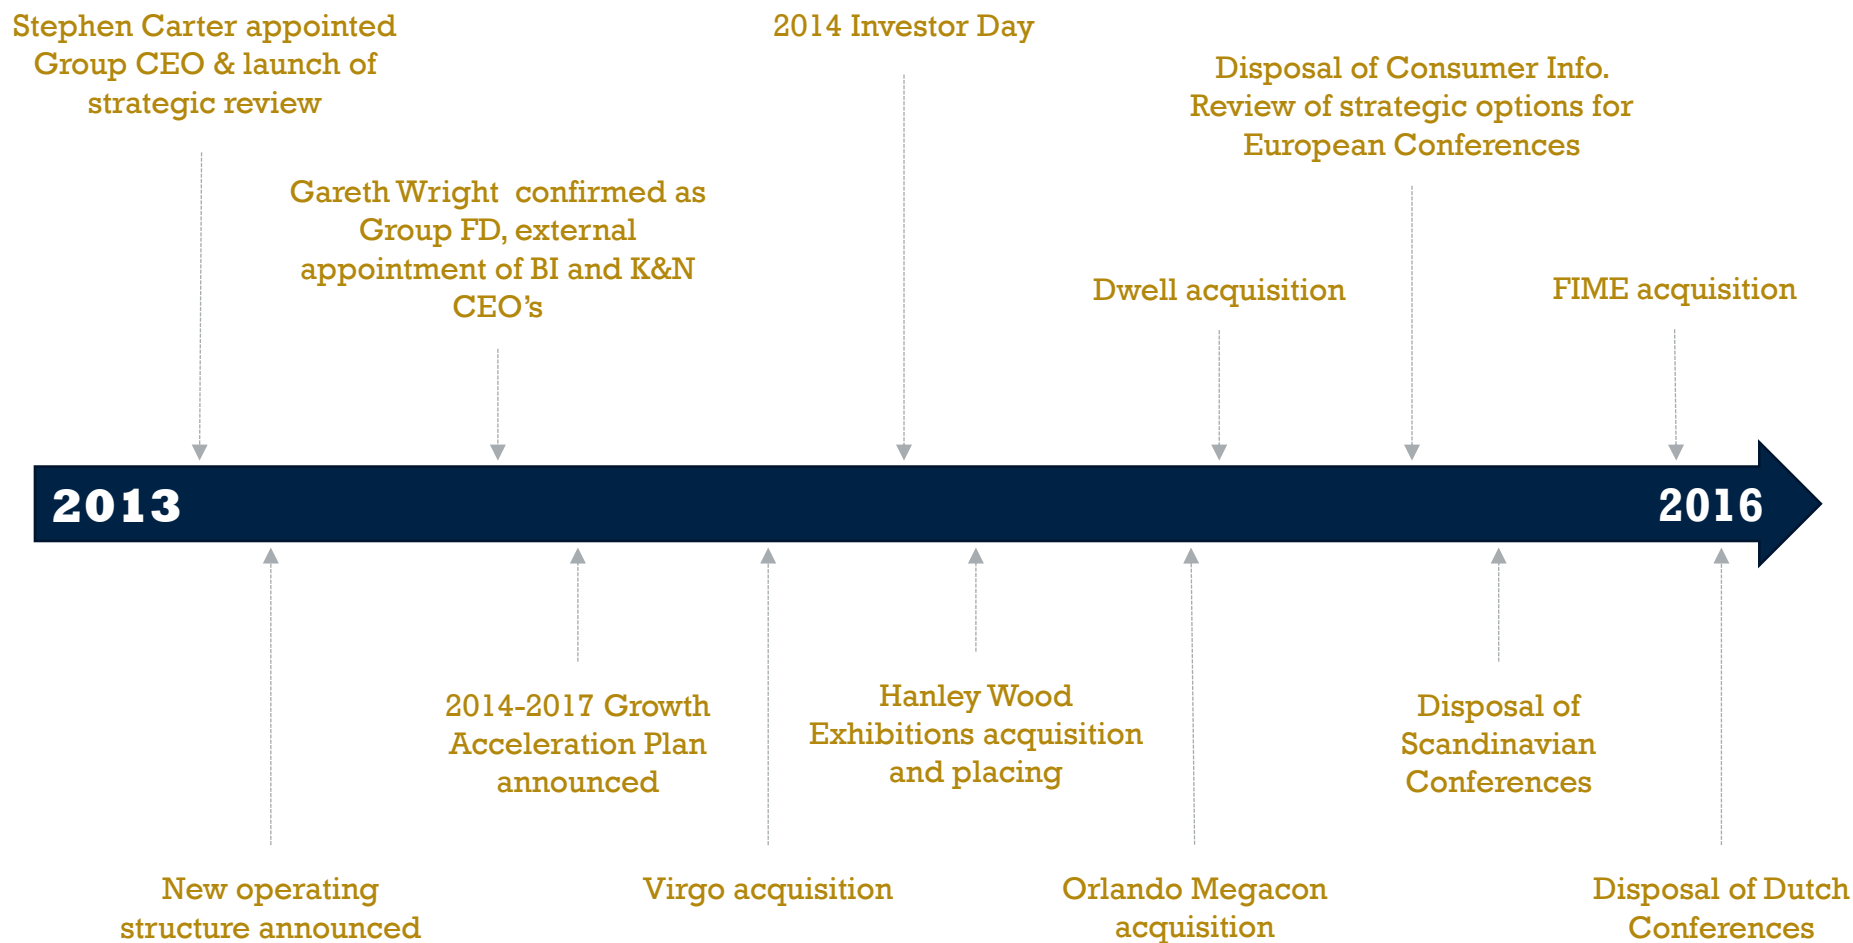 Stephen Carter appointed
Group CEO & launch of
strategic review
2014 Investor Day
Disposal of Consumer Info.
Review of strategic options for
European Conferences
Gareth Wright confirmed as
Group FD, external
appointment of BI and K&N
CEO’s
Dwell acquisition
FIME acquisition
2013
2016
2014-2017 Growth
Acceleration Plan
announced
Hanley Wood
Exhibitions acquisition
and placing
Disposal of
Scandinavian
Conferences
New operating
structure announced
Virgo acquisition
Orlando Megacon
acquisition
Disposal of Dutch
Conferences